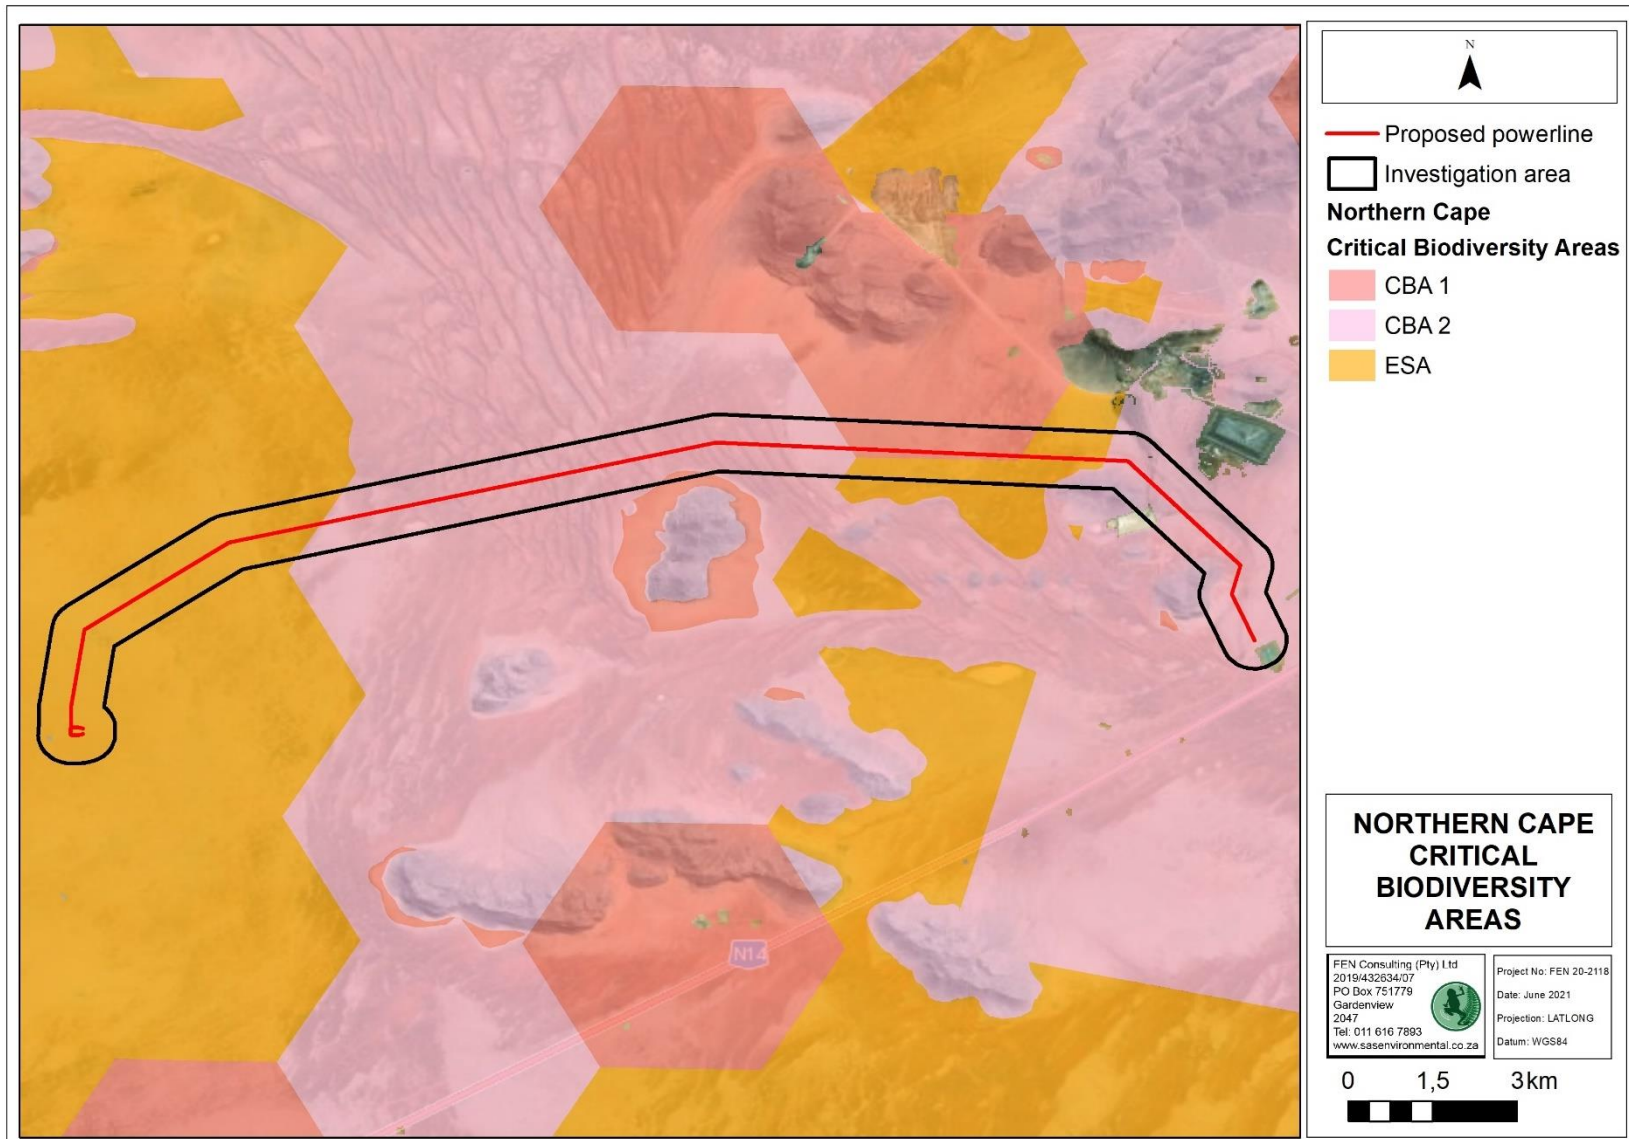 N
Proposed powerline
Investigation area
Northern Cape
Critical Biodiversity Areas
CBA 1
CBA 2
ESA
N14
NORTHERN CAPE
CRITICAL
BIODIVERSITY
AREAS
FEN Consulting (Pty) Ltd
2019/432634/07
PO Box 751779
Gardenview
2047
Tel: 011 616 7893
www.sasenvironmental.co.za
Project No: FEN 20-2118
Date: June 2021
Projection: LATLONG
Datum: WGS84
0 1,5 3km